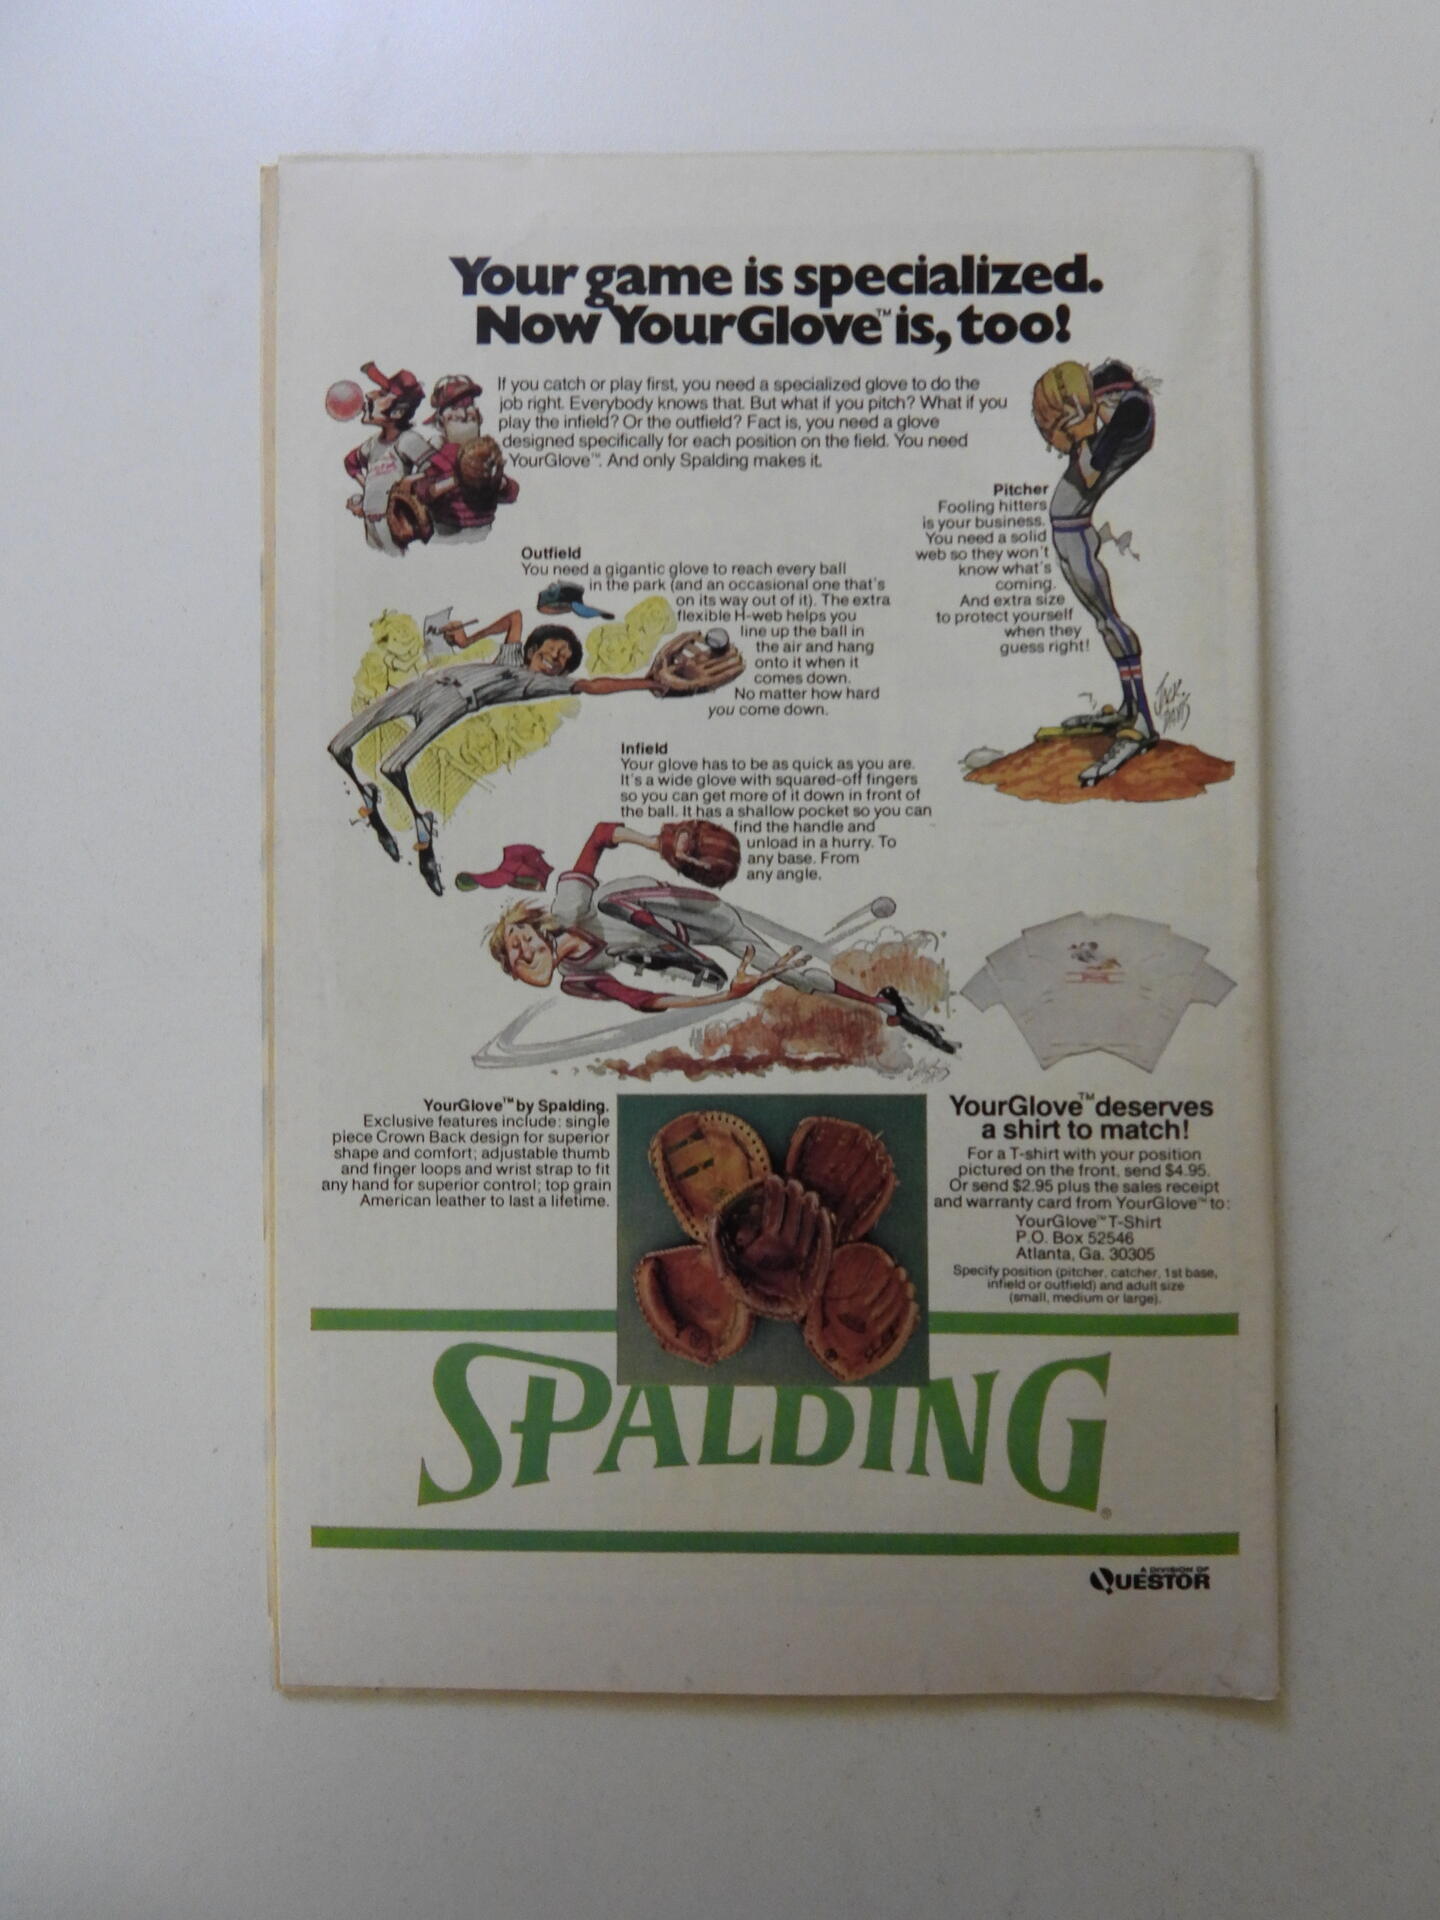 Your game is specialized.
Now YourGlove™ is, too!
If you catch or play first, you need a specialized glove to do the
job right. Everybody knows that. But what if you pitch? What if you
play the infield? Or the outfield? Fact is, you need a glove
designed specifically for each position on the field. You need
YourGlove™. And only Spalding makes it.
Pitcher
Fooling hitters
is your business.
You need a solid
web so they won't
know what's
coming.
And extra size
to protect yourself
when they
guess right!
JACK
DAVIS
Outfield
You need a gigantic glove to reach every ball
in the park (and an occasional one that's
on its way out of it). The extra
flexible H-web helps you
line up the ball in
the air and hang
onto it when it
comes down.
No matter how hard
you come down.
Infield
Your glove has to be as quick as you are.
It's a wide glove with squared-off fingers
so you can get more of it down in front of
the ball. It has a shallow pocket so you can
find the handle and
unload in a hurry. To
any base. From
any angle.
YourGlove™ by Spalding.
Exclusive features include: single
piece Crown Back design for superior
shape and comfort; adjustable thumb
and finger loops and wrist strap to fit
any hand for superior control; top grain
American leather to last a lifetime.
YourGlove™ deserves
a shirt to match!
For a T-shirt with your position
pictured on the front, send $4.95.
Or send $2.95 plus the sales receipt
and warranty card from YourGlove™ to:
YourGlove™ T-Shirt
P.O. Box 52546
Atlanta, Ga. 30305
Specify position (pitcher, catcher, 1st base,
infield or outfield) and adult size
(small, medium or large).
SPALDING®
A DIVISION OF
QUESTOR